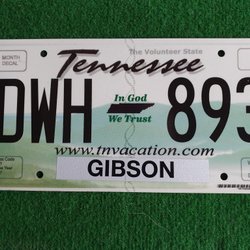 MONTH
DECAL
The Volunteer State
Tennessee
DWH 893
In God
We Trust
www.tnvacation.com
GIBSON